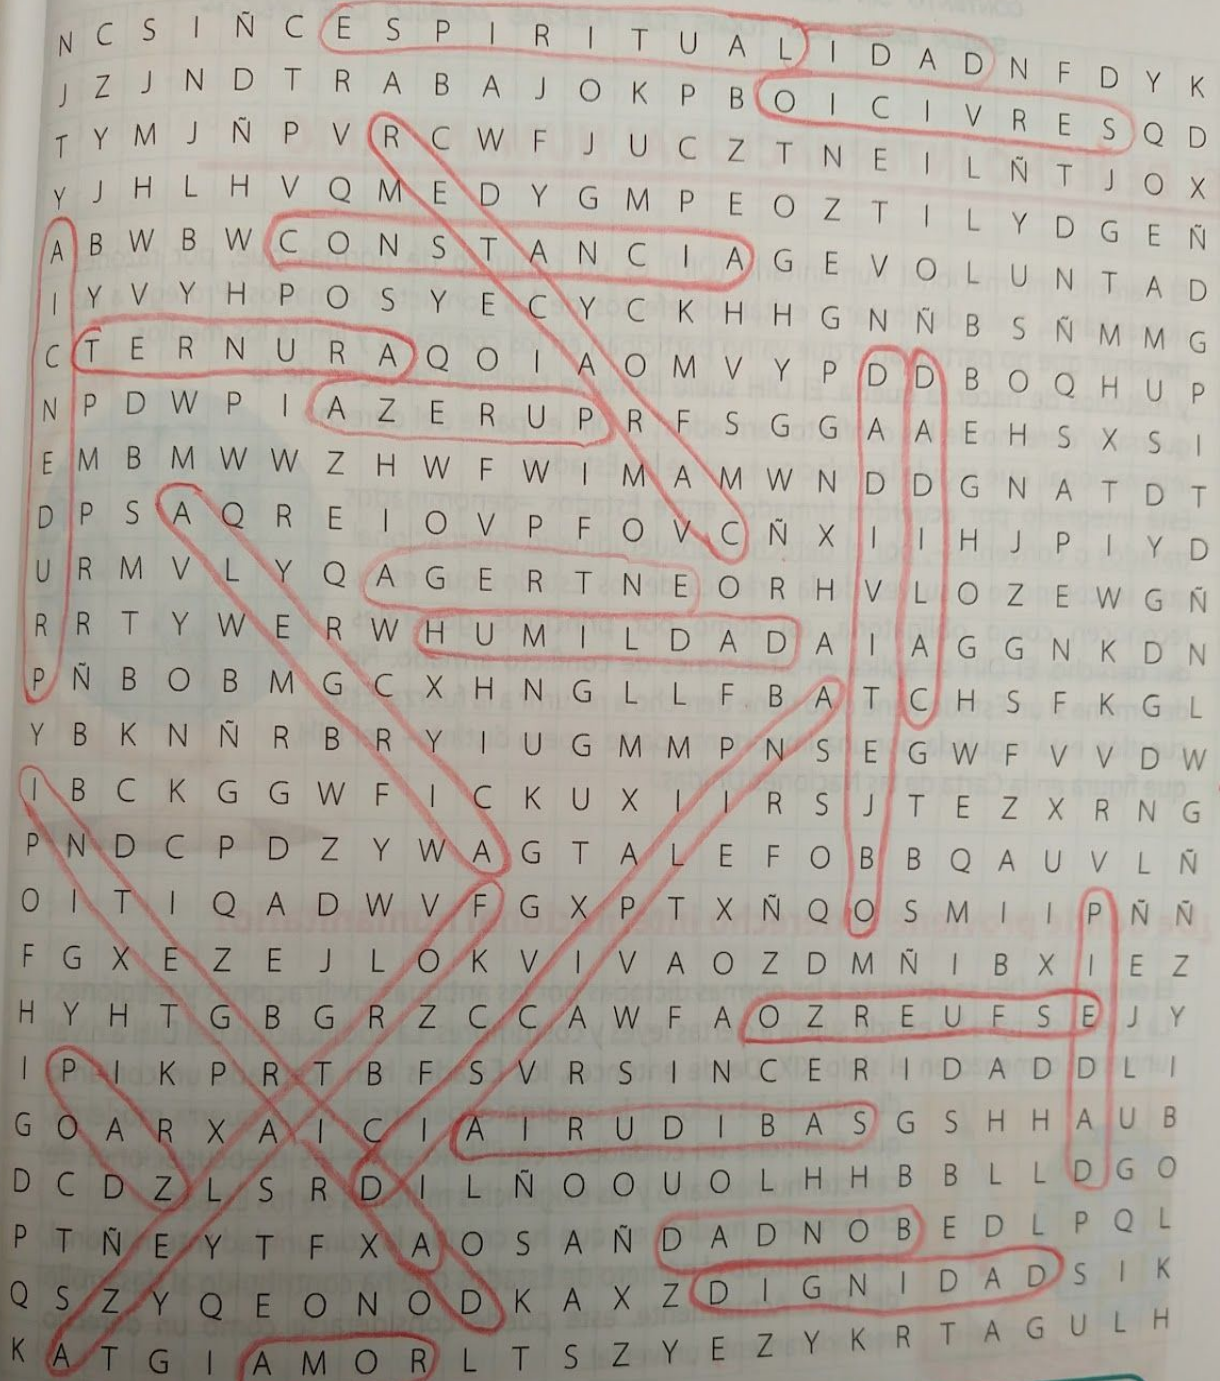 N C S I Ñ C E S P I R I T U A L I D A D N F D Y K
J Z J N D T R A B A J O K P B O I C I V R E S Q D
T Y M J Ñ P V R C W F J U C Z T N E I L Ñ T J O X
Y J H L H V Q M E D Y G M P E O Z T I L Y D G E Ñ
A B W B W C O N S T A N C I A G E V O L U N T A D
I Y V Y H P O S Y E C Y C K H H G N Ñ B S Ñ M M G
C T E R N U R A Q O I A O M V Y P D D B O Q H U P
N P D W P I A Z E R U P R F S G G A A E H S X S I
E M B M W W Z H W F W I M A M W N D D G N A T D T
D P S A Q R E I O V P F O V C Ñ X I I H J P I Y D
U R M V L Y Q A G E R T N E O R H V L O Z E W G Ñ
R R T Y W E R W H U M I L D A D A I A G G N K D N
P Ñ B O B M G C X H N G L L F B A T C H S F K G L
Y B K N Ñ R B R Y I U G M M P N S E G W F V V D W
I B C K G G W F I C K U X I I R S J T E Z X R N G
P N D C P D Z Y W A G T A L E F O B B Q A U V L Ñ
O I T I Q A D W V F G X P T X Ñ Q O S M I I P Ñ Ñ
F G X E Z E J L O K V I V A O Z D M Ñ I B X I E Z
H Y H T G B G R Z C C A W F A O Z R E U F S E J Y
I P I K P R T B F S V R S I N C E R I D A D D L I
G O A R X A I C I A I R U D I B A S G S H H A U B
D C D Z L S R D I L Ñ O O U O L H H B B L L D G O
P T Ñ E Y T F X A O S A Ñ D A D N O B E D L P Q L
Q S Z Y Q E O N O D K A X Z D I G N I D A D S I K
K A T G I A M O R L T S Z Y E Z Y K R T A G U L H